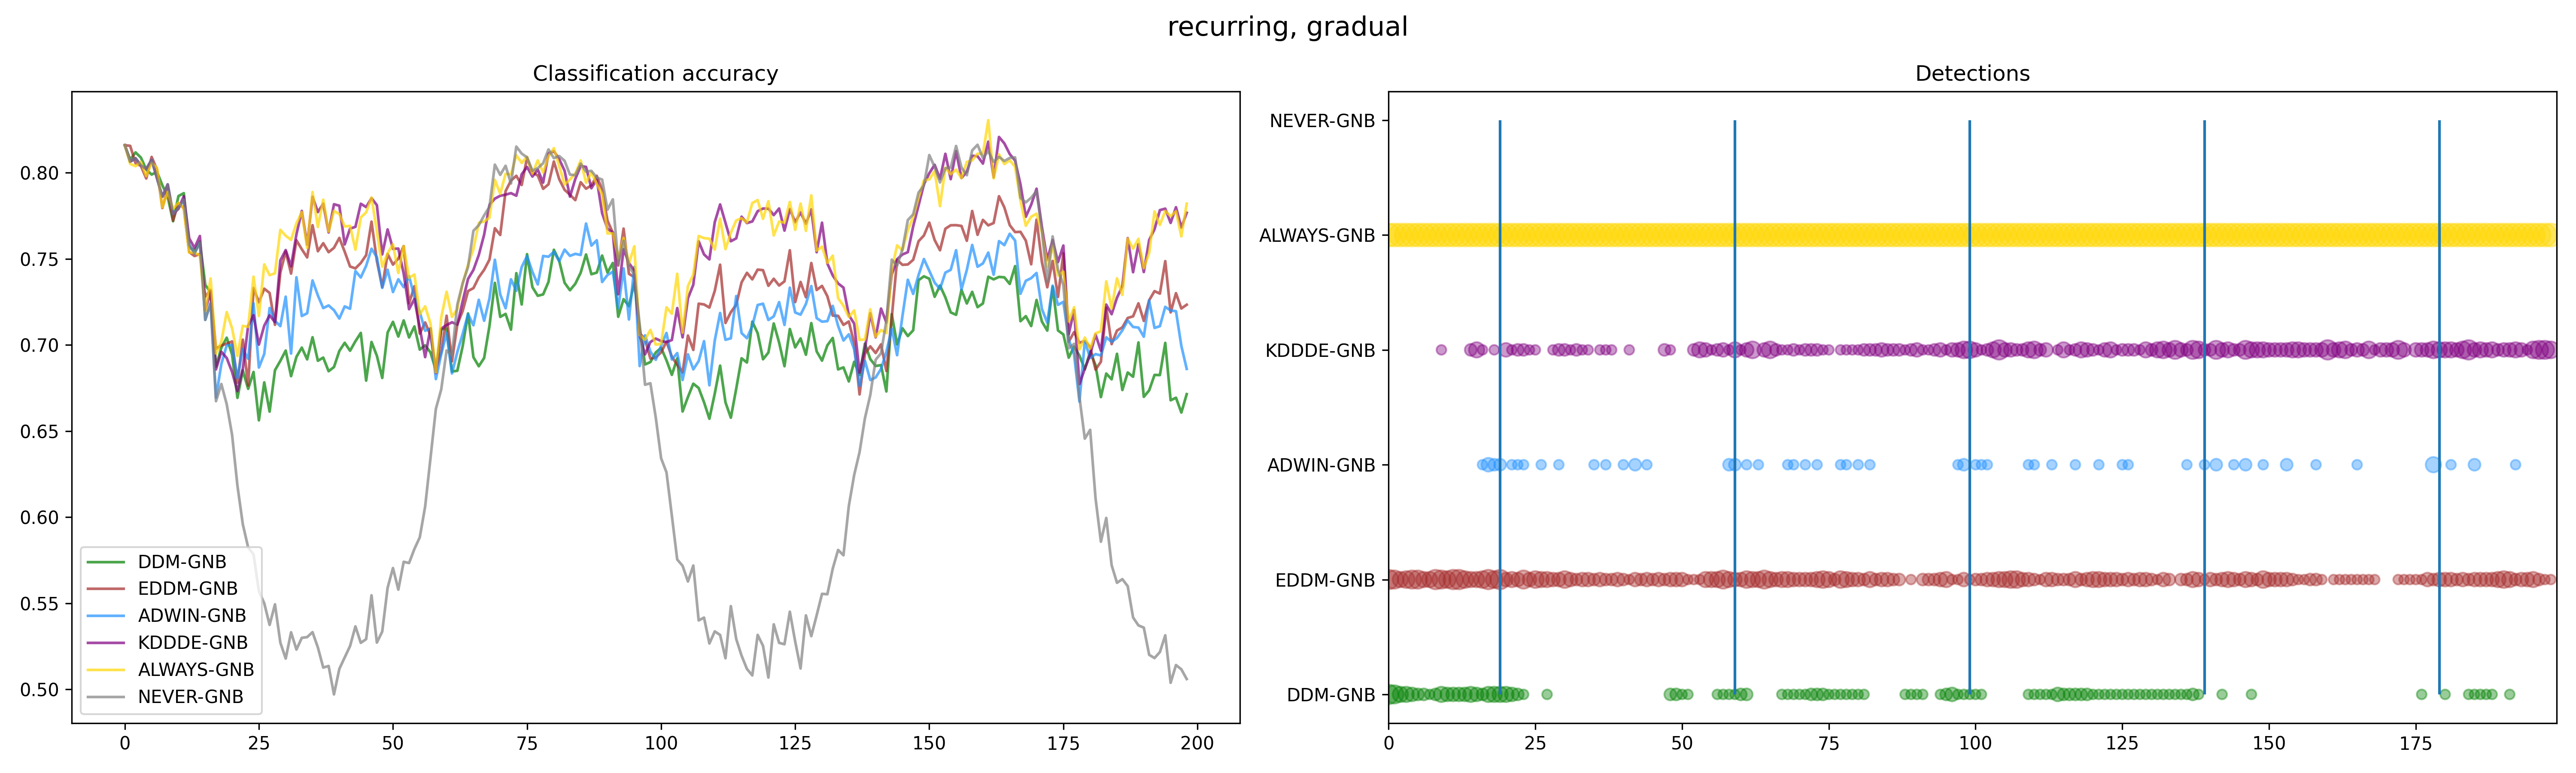 recurring, gradual
Classification accuracy
0.80
0.75
0.70
0.65
0.60
0.55
0.50
DDM-GNB
EDDM-GNB
ADWIN-GNB
KDDDE-GNB
ALWAYS-GNB
NEVER-GNB
0 25 50 75 100 125 150 175 200
Detections
NEVER-GNB
ALWAYS-GNB
KDDDE-GNB
ADWIN-GNB
EDDM-GNB
DDM-GNB
0 25 50 75 100 125 150 175